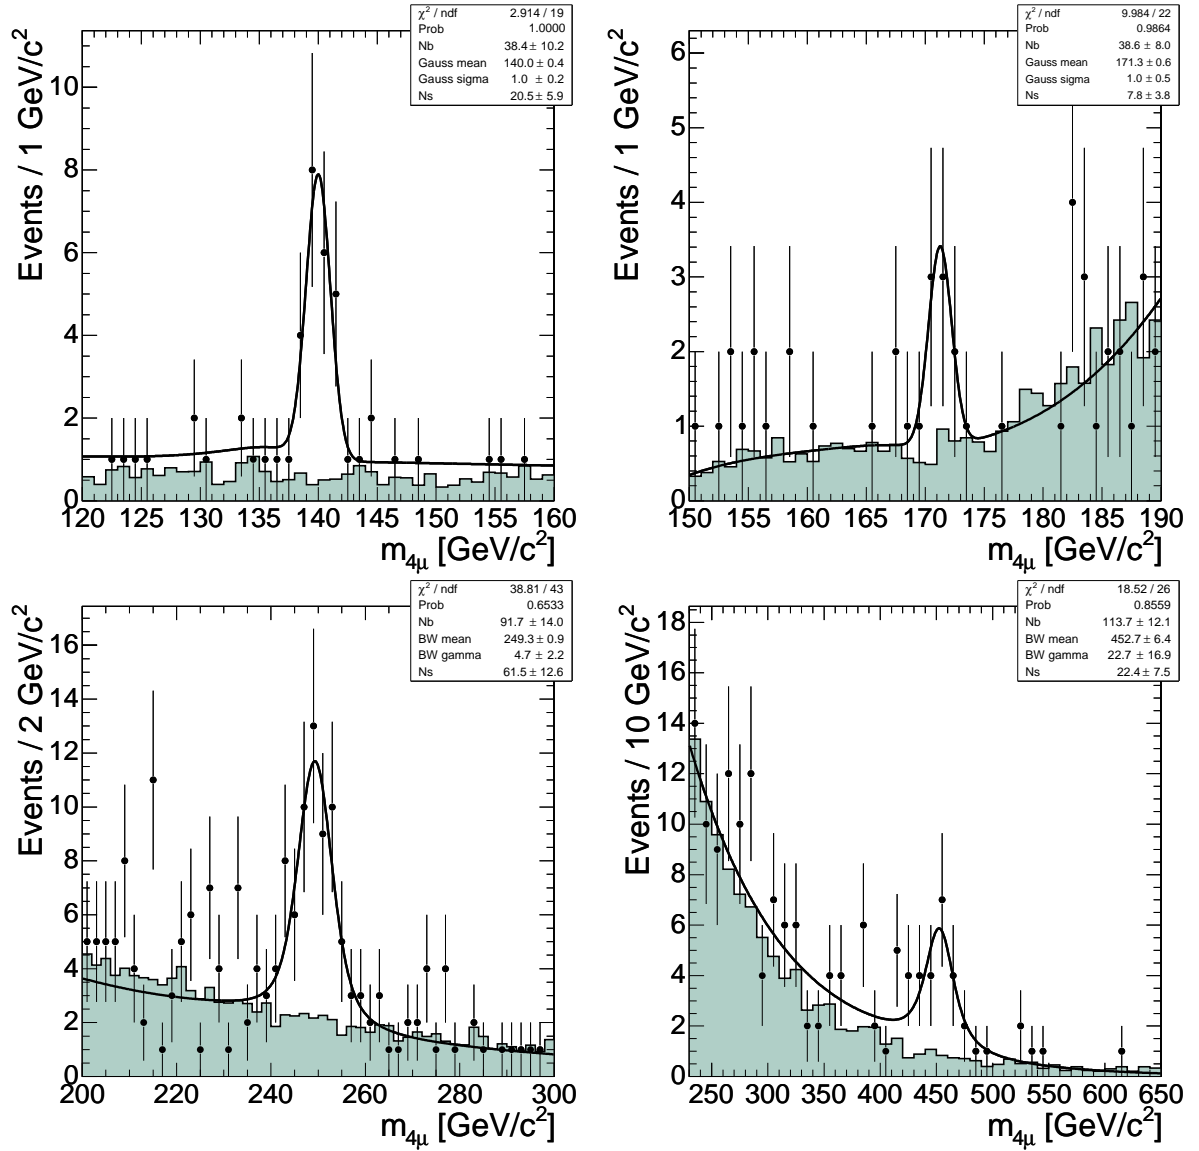 χ² / ndf 2.914 / 19
Prob 1.0000
Nb 38.4 ± 10.2
Gauss mean 140.0 ± 0.4
Gauss sigma 1.0 ± 0.2
Ns 20.5 ± 5.9
Events / 1 GeV/c²
10
8
6
4
2
0
120 125 130 135 140 145 150 155 160
m4μ [GeV/c²]
χ² / ndf 9.984 / 22
Prob 0.9864
Nb 38.6 ± 8.0
Gauss mean 171.3 ± 0.6
Gauss sigma 1.0 ± 0.5
Ns 7.8 ± 3.8
Events / 1 GeV/c²
6
5
4
3
2
1
0
150 155 160 165 170 175 180 185 190
m4μ [GeV/c²]
χ² / ndf 38.81 / 43
Prob 0.6533
Nb 91.7 ± 14.0
BW mean 249.3 ± 0.9
BW gamma 4.7 ± 2.2
Ns 61.5 ± 12.6
Events / 2 GeV/c²
16
14
12
10
8
6
4
2
0
200 220 240 260 280 300
m4μ [GeV/c²]
χ² / ndf 18.52 / 26
Prob 0.8559
Nb 113.7 ± 12.1
BW mean 452.7 ± 6.4
BW gamma 22.7 ± 16.9
Ns 22.4 ± 7.5
Events / 10 GeV/c²
18
16
14
12
10
8
6
4
2
0
250 300 350 400 450 500 550 600 650
m4μ [GeV/c²]